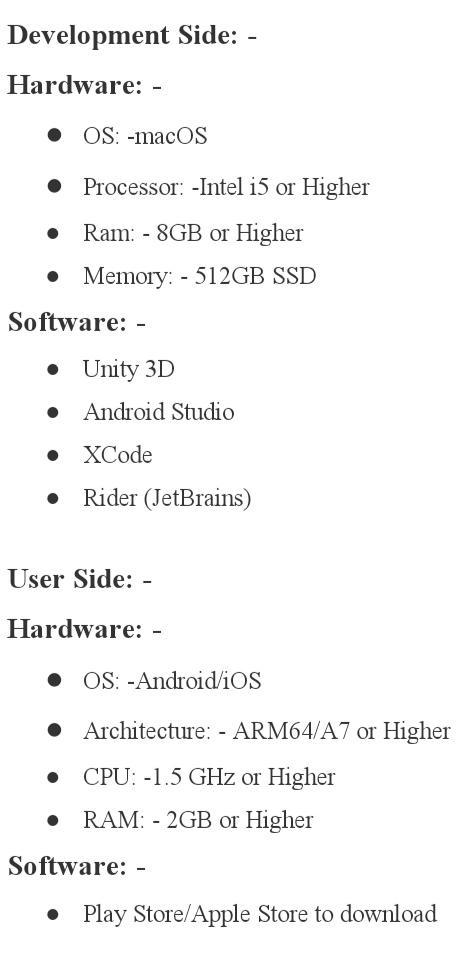 Development Side: -
Hardware: -
● OS: -macOS
● Processor: -Intel i5 or Higher
● Ram: - 8GB or Higher
● Memory: - 512GB SSD
Software: -
● Unity 3D
● Android Studio
● XCode
● Rider (JetBrains)
User Side: -
Hardware: -
● OS: -Android/iOS
● Architecture: - ARM64/A7 or Higher
● CPU: -1.5 GHz or Higher
● RAM: - 2GB or Higher
Software: -
● Play Store/Apple Store to download